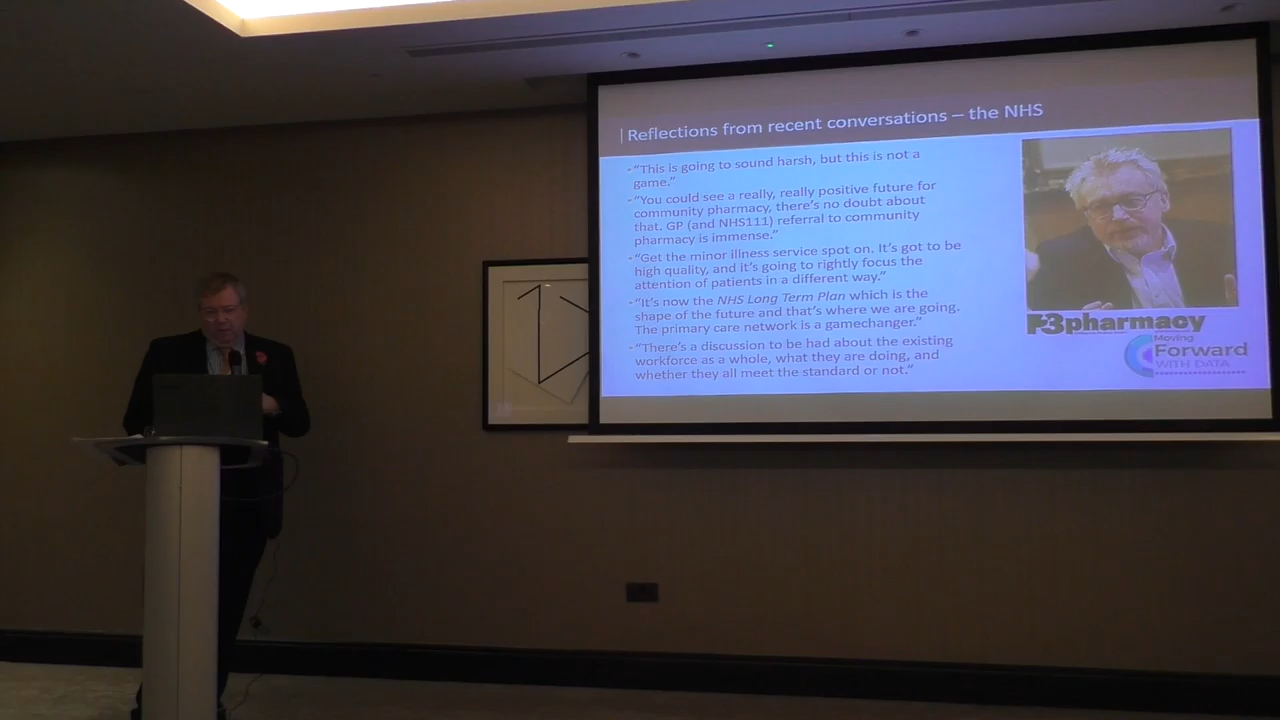 Reflections from recent conversations – the NHS
“This is going to sound harsh, but this is not a
game.”
“You could see a really, really positive future for
community pharmacy, there’s no doubt about
that. GP (and NHS111) referral to community
pharmacy is immense.”
“Get the minor illness service spot on. It’s got to be
high quality, and it’s going to rightly focus the
attention of patients in a different way.”
“It’s now the NHS Long Term Plan which is the
shape of the future and that’s where we are going.
The primary care network is a gamechanger.”
“There’s a discussion to be had about the existing
workforce as a whole, what they are doing, and
whether they all meet the standard or not.”
P3pharmacy
Moving
Forward
WITH DATA